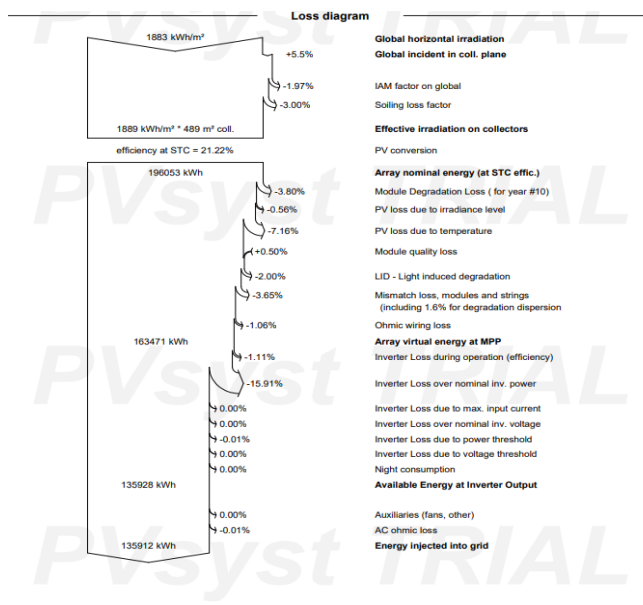 Loss diagram
PVsyst TRIAL
1883 kWh/m² Global horizontal irradiation
+5.5% Global incident in coll. plane
-1.97% IAM factor on global
-3.00% Soiling loss factor
1889 kWh/m² * 489 m² coll. Effective irradiation on collectors
efficiency at STC = 21.22% PV conversion
196053 kWh Array nominal energy (at STC effic.)
PVsyst TRIAL
-3.80% Module Degradation Loss ( for year #10)
-0.56% PV loss due to irradiance level
-7.16% PV loss due to temperature
+0.50% Module quality loss
-2.00% LID - Light induced degradation
-3.65% Mismatch loss, modules and strings
(including 1.6% for degradation dispersion
-1.06% Ohmic wiring loss
163471 kWh Array virtual energy at MPP
PVsyst TRIAL
-1.11% Inverter Loss during operation (efficiency)
-15.91% Inverter Loss over nominal inv. power
0.00% Inverter Loss due to max. input current
0.00% Inverter Loss over nominal inv. voltage
-0.01% Inverter Loss due to power threshold
0.00% Inverter Loss due to voltage threshold
0.00% Night consumption
135928 kWh Available Energy at Inverter Output
0.00% Auxiliaries (fans, other)
-0.01% AC ohmic loss
135912 kWh Energy injected into grid
PVsyst TRIAL